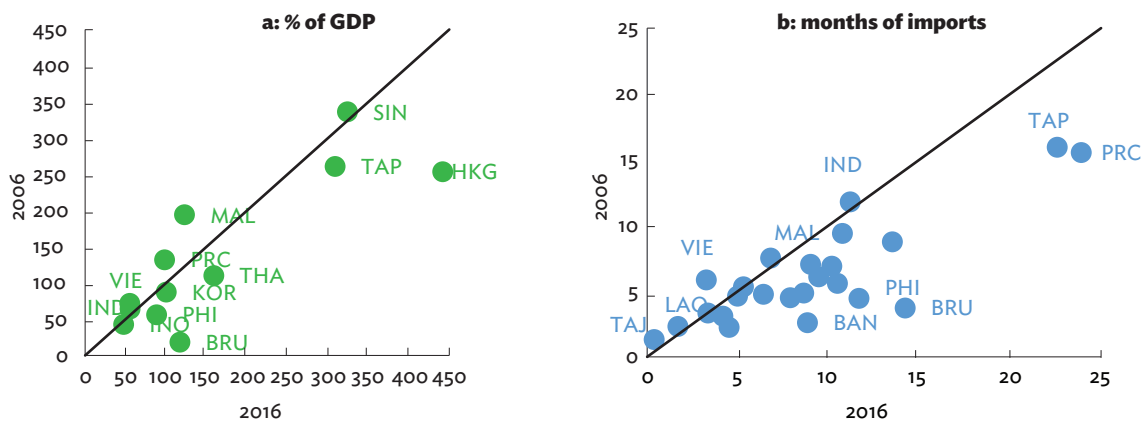 a: % of GDP
450
400
350
300
250
200
150
100
50
0
2006
SIN
TAP
HKG
MAL
PRC
THA
VIE
KOR
IND
PHI
INO
BRU
0 50 100 150 200 250 300 350 400 450
2016
b: months of imports
25
20
15
10
5
0
2006
TAP
PRC
IND
MAL
VIE
PHI
LAO
BRU
TAJ
BAN
0 5 10 15 20 25
2016